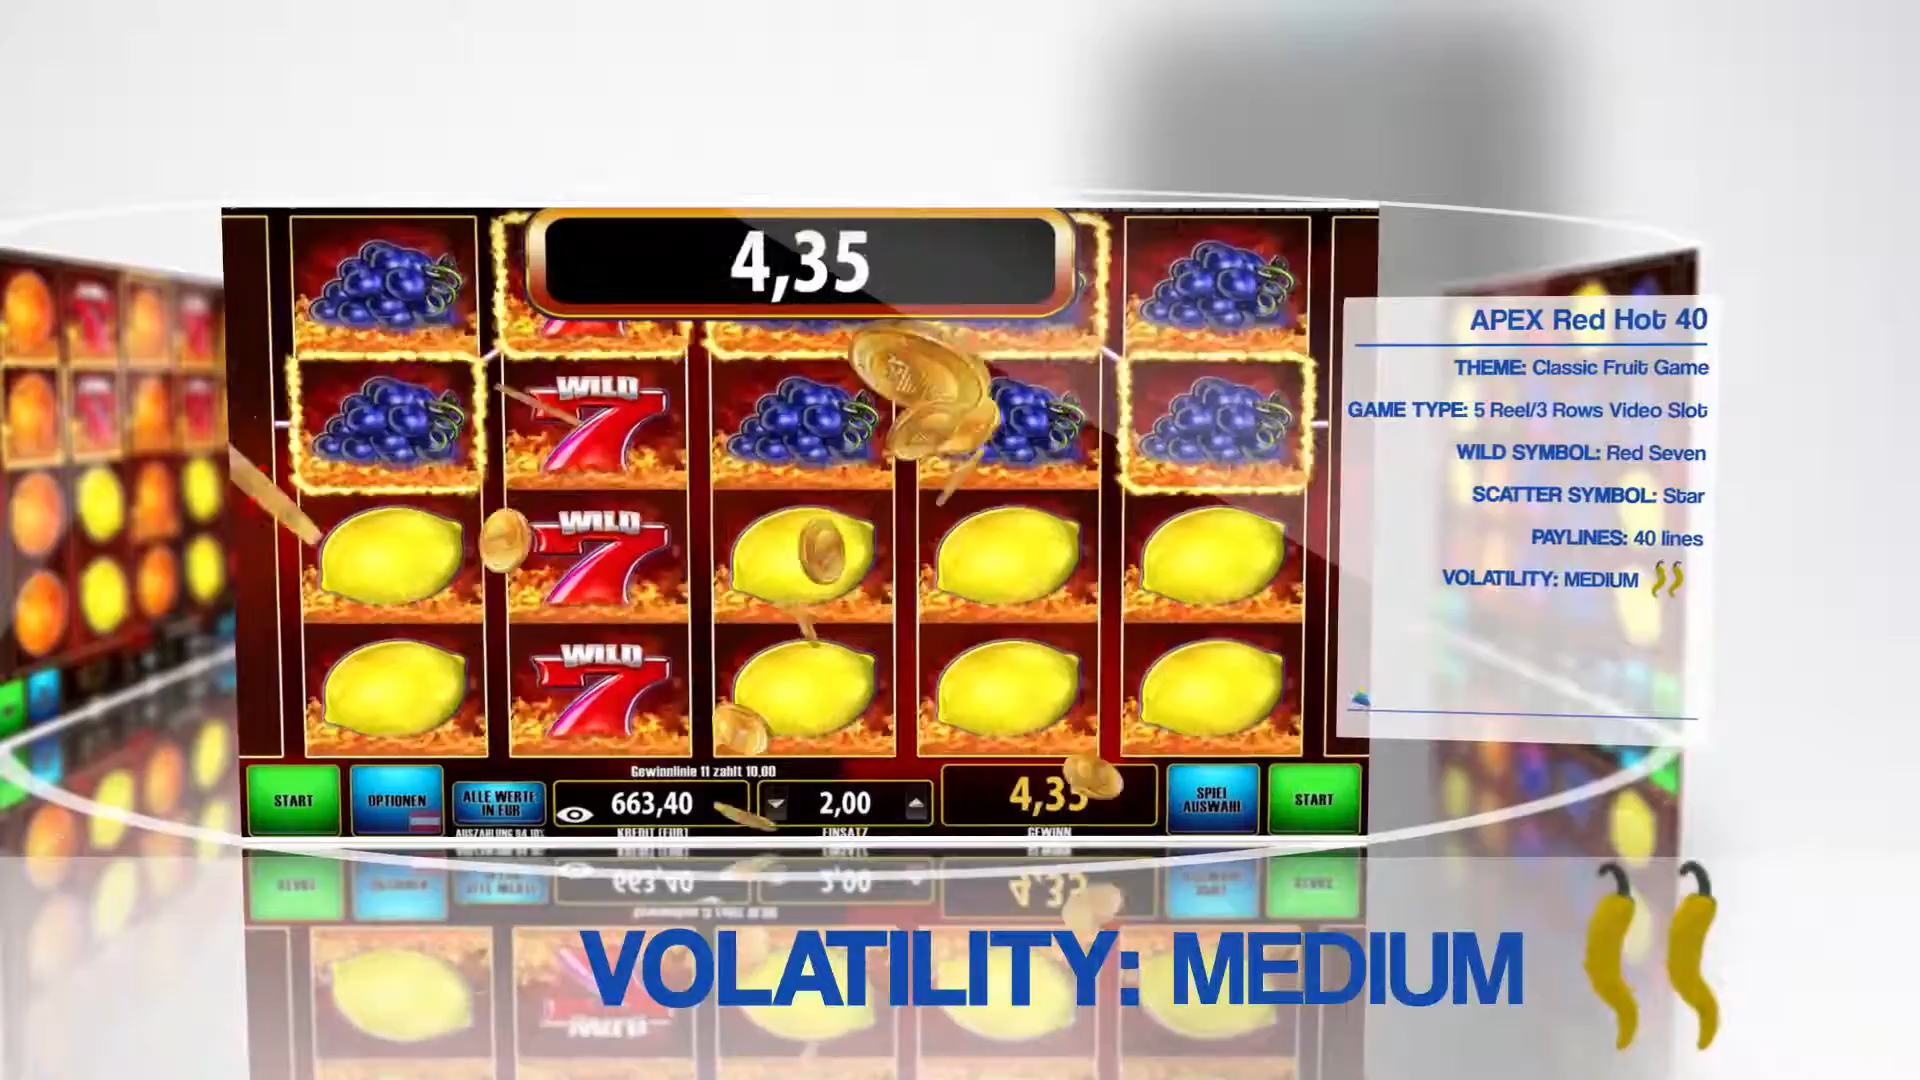 4,35
APEX Red Hot 40
THEME: Classic Fruit Game
GAME TYPE: 5 Reel/3 Rows Video Slot
WILD SYMBOL: Red Seven
SCATTER SYMBOL: Star
PAYLINES: 40 lines
VOLATILITY: MEDIUM
WILD
WILD
WILD
Gewinnlinie 11 zahlt 10,00
START
OPTIONEN
ALLE WERTE
IN EUR
663,40
2,00
4,35
SPIEL
AUSWAHL
START
AUSZAHLUNG 94,10%
KREDIT (EUR)
EINSATZ
GEWINN
VOLATILITY: MEDIUM